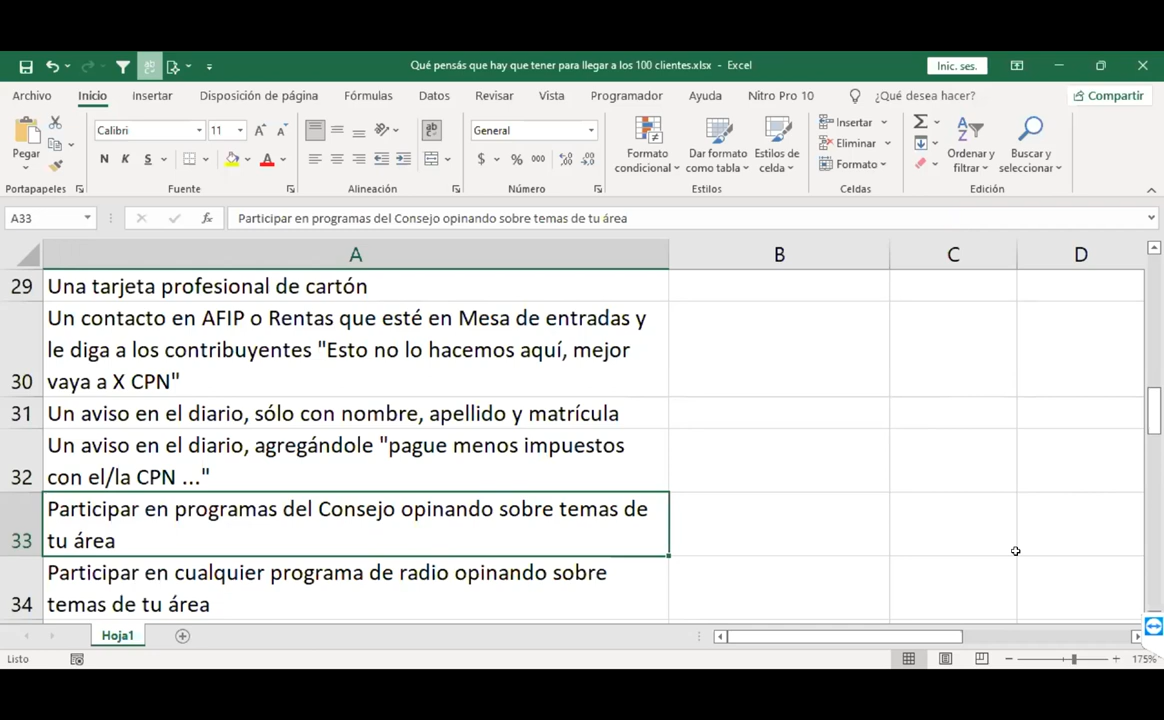 Qué pensás que hay que tener para llegar a los 100 clientes.xlsx - Excel
Inic. ses.
Archivo Inicio Insertar Disposición de página Fórmulas Datos Revisar Vista Programador Ayuda Nitro Pro 10 ¿Qué desea hacer? Compartir
Pegar
Calibri 11
N K S
General
$ % 000
Formato condicional
Dar formato como tabla
Estilos de celda
Insertar
Eliminar
Formato
Ordenar y filtrar
Buscar y seleccionar
Portapapeles Fuente Alineación Número Estilos Celdas Edición
A33 fx Participar en programas del Consejo opinando sobre temas de tu área
A B C D
29 Una tarjeta profesional de cartón
Un contacto en AFIP o Rentas que esté en Mesa de entradas y
le diga a los contribuyentes "Esto no lo hacemos aquí, mejor
30 vaya a X CPN"
31 Un aviso en el diario, sólo con nombre, apellido y matrícula
Un aviso en el diario, agregándole "pague menos impuestos
32 con el/la CPN ..."
Participar en programas del Consejo opinando sobre temas de
33 tu área
Participar en cualquier programa de radio opinando sobre
34 temas de tu área
Hoja1
Listo 175%